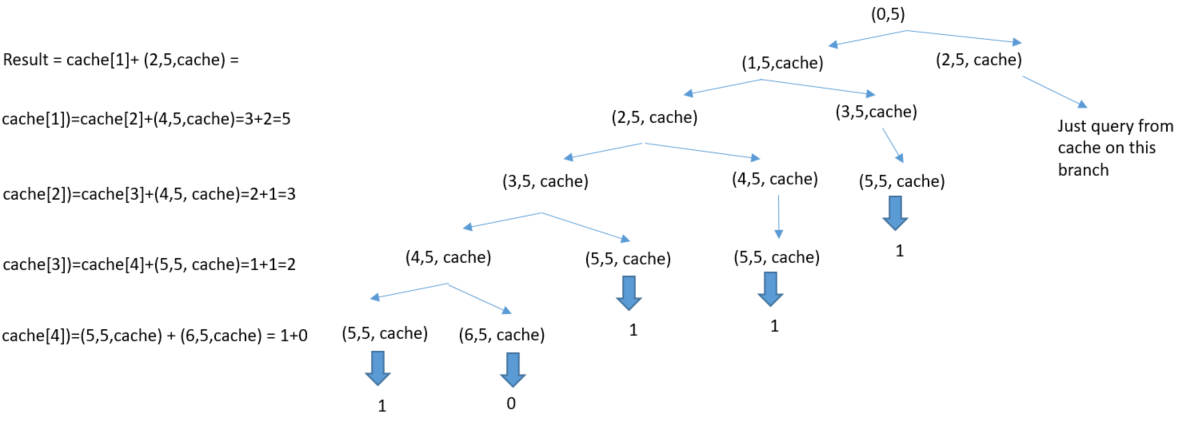 (0,5)
Result = cache[1]+ (2,5,cache) =
(1,5,cache)
(2,5, cache)
cache[1])=cache[2]+(4,5,cache)=3+2=5
(2,5, cache)
(3,5,cache)
Just query from
cache on this
branch
cache[2])=cache[3]+(4,5, cache)=2+1=3
(3,5, cache)
(4,5, cache)
(5,5, cache)
1
cache[3])=cache[4]+(5,5, cache)=1+1=2
(4,5, cache)
(5,5, cache)
(5,5, cache)
1
1
cache[4])=(5,5,cache) + (6,5,cache) = 1+0
(5,5, cache)
(6,5, cache)
1
0